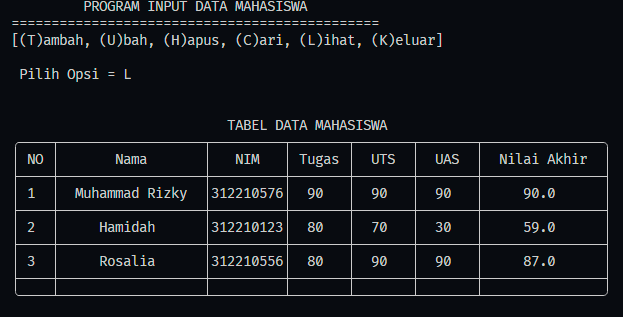 PROGRAM INPUT DATA MAHASISWA
==============================================
[(T)ambah, (U)bah, (H)apus, (C)ari, (L)ihat, (K)eluar]
Pilih Opsi = L
TABEL DATA MAHASISWA
NO Nama NIM Tugas UTS UAS Nilai Akhir
1 Muhammad Rizky 312210576 90 90 90 90.0
2 Hamidah 312210123 80 70 30 59.0
3 Rosalia 312210556 80 90 90 87.0